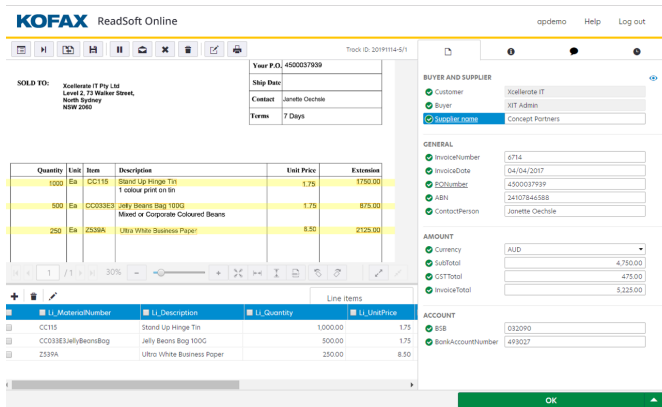 KOFAX ReadSoft Online
apdemo Help Log out
Track ID: 20191114-5/1
Your P.O. 4500037939
SOLD TO:
Xcellerate IT Pty Ltd
Level 2, 73 Walker Street,
North Sydney
NSW 2060
Ship Date
Contact Janette Oechsle
Terms 7 Days
Quantity Unit Item Description Unit Price Extension
1000 Ea CC115 Stand Up Hinge Tin 1.75 1750.00
1 colour print on tin
500 Ea CC033E3 Jelly Beans Bag 100G 1.75 875.00
Mixed or Corporate Coloured Beans
250 Ea Z539A Ultra White Business Paper 8.50 2125.00
1 / 1 30%
Line items
Li_MaterialNumber Li_Description Li_Quantity Li_UnitPrice
CC115 Stand Up Hinge Tin 1,000.00 1.75
CC033E3JellyBeansBag Jelly Beans Bag 100G 500.00 1.75
Z539A Ultra White Business Paper 250.00 8.50
BUYER AND SUPPLIER
Customer Xcellerate IT
Buyer XIT Admin
Supplier name Concept Partners
GENERAL
InvoiceNumber 6714
InvoiceDate 04/04/2017
PONumber 4500037939
ABN 24107846588
ContactPerson Janette Oechsle
AMOUNT
Currency AUD
SubTotal 4,750.00
GSTTotal 475.00
InvoiceTotal 5,225.00
ACCOUNT
BSB 032090
BankAccountNumber 493027
OK